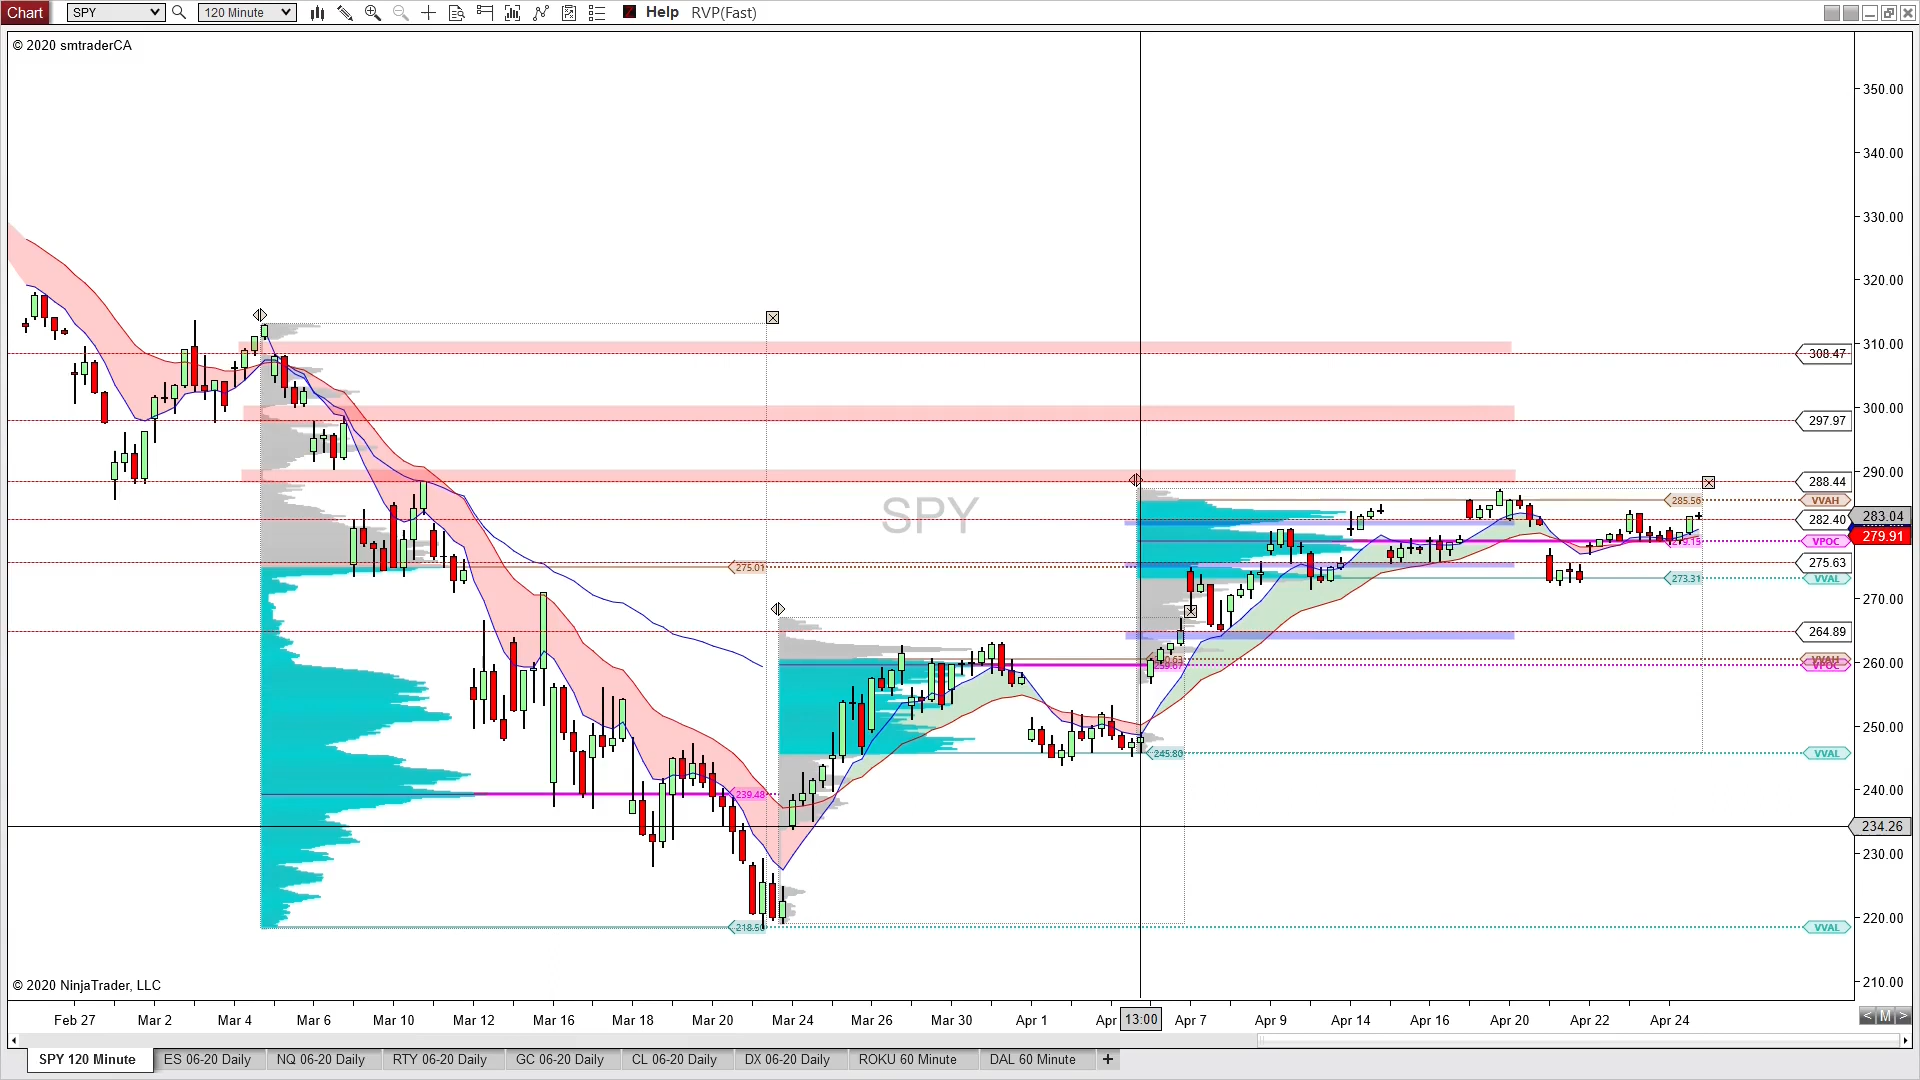 Chart SPY 120 Minute Help RVP(Fast)
© 2020 smtraderCA
350.00
340.00
330.00
320.00
310.00
308.47
300.00
297.97
290.00
288.44
SPY
285.56 VVAH
283.04
282.40
279.91
VPOC
275.63
275.01
273.31 VVAL
270.00
264.89
260.00
VVAH
VPOC
250.00
245.80 VVAL
240.00
239.48
234.26
230.00
220.00
218.50 VVAL
210.00
© 2020 NinjaTrader, LLC
Feb 27 Mar 2 Mar 4 Mar 6 Mar 10 Mar 12 Mar 16 Mar 18 Mar 20 Mar 24 Mar 26 Mar 30 Apr 1 Apr 13:00 Apr 7 Apr 9 Apr 14 Apr 16 Apr 20 Apr 22 Apr 24 < M >
SPY 120 Minute ES 06-20 Daily NQ 06-20 Daily RTY 06-20 Daily GC 06-20 Daily CL 06-20 Daily DX 06-20 Daily ROKU 60 Minute DAL 60 Minute +